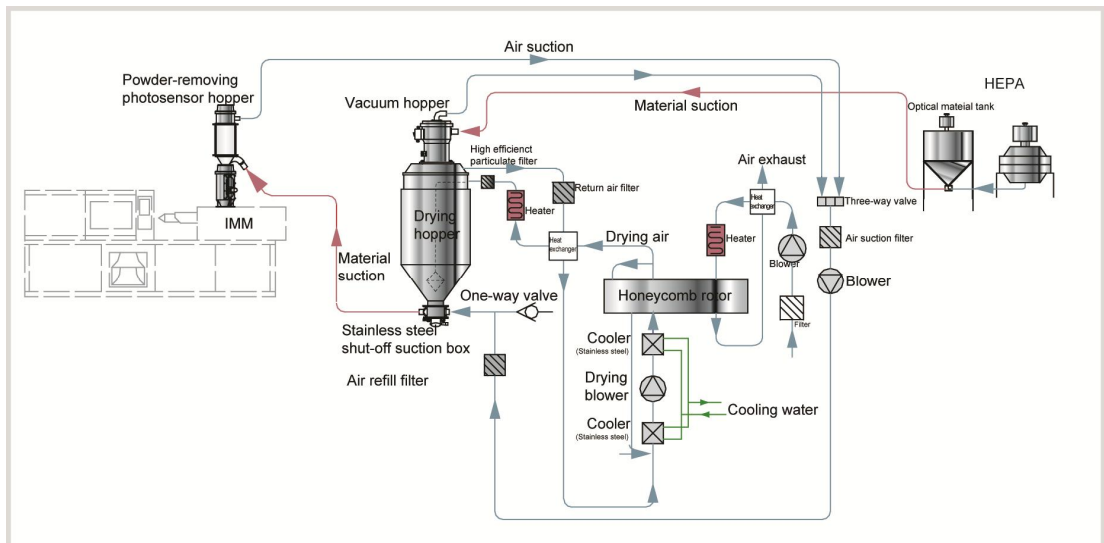 Air suction
Powder-removing
photosensor hopper
Vacuum hopper
Material suction
HEPA
Optical mateial tank
High efficienct
particulate filter
Air exhaust
Return air filter
Heat
exchanger
Three-way valve
Heater
Drying
hopper
IMM
Drying air
Heater
Heat
exchanger
Blower
Air suction filter
Material
suction
Honeycomb rotor
Blower
One-way valve
Filter
Stainless steel
shut-off suction box
Cooler
(Stainless steel)
Air refill filter
Drying
blower
Cooling water
Cooler
(Stainless steel)